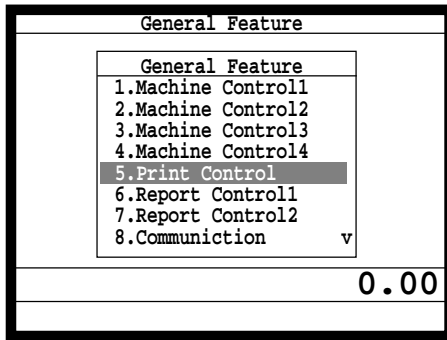 General Feature
General Feature
1.Machine Control1
2.Machine Control2
3.Machine Control3
4.Machine Control4
5.Print Control
6.Report Control1
7.Report Control2
8.Communiction v
0.00